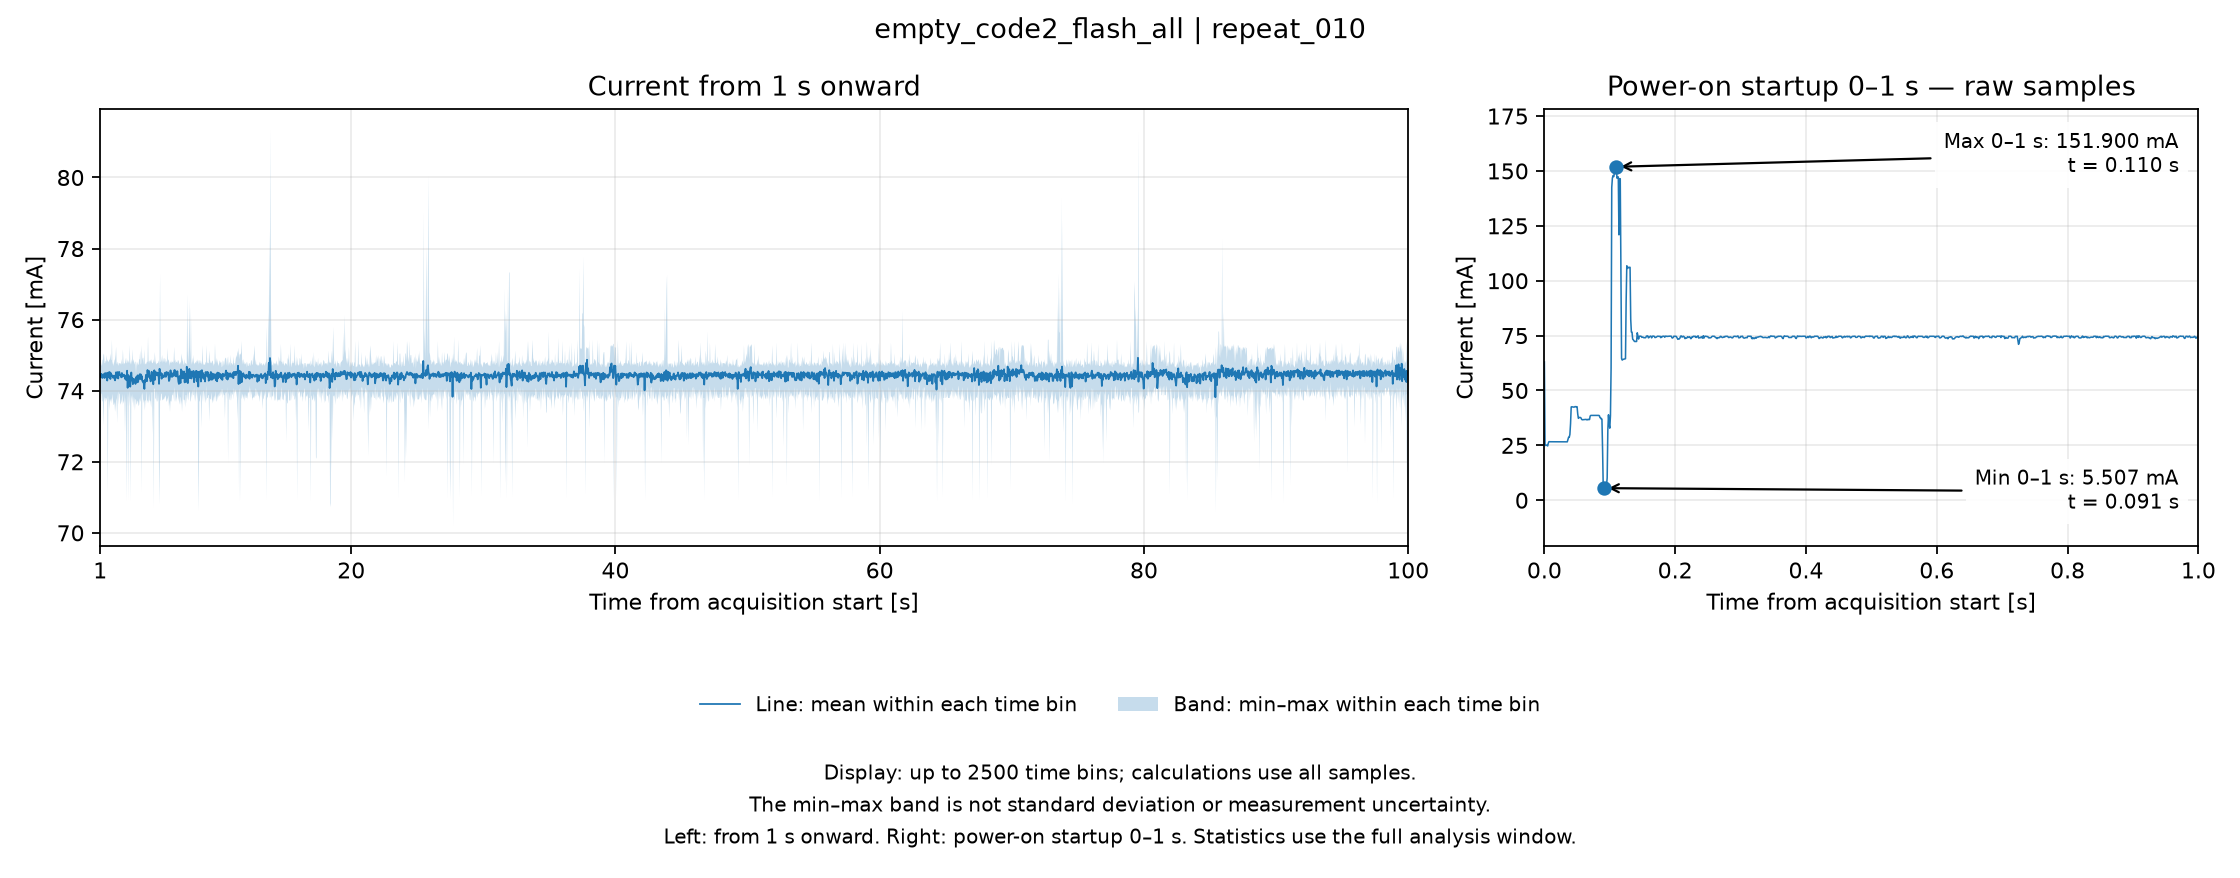 empty_code2_flash_all | repeat_010
Current from 1 s onward
Current [mA]
80
78
76
74
72
70
1
20
40
60
80
100
Time from acquisition start [s]
Power-on startup 0–1 s — raw samples
Current [mA]
175
150
125
100
75
50
25
0
Max 0–1 s: 151.900 mA
t = 0.110 s
Min 0–1 s: 5.507 mA
t = 0.091 s
0.0
0.2
0.4
0.6
0.8
1.0
Time from acquisition start [s]
Line: mean within each time bin
Band: min–max within each time bin
Display: up to 2500 time bins; calculations use all samples.
The min–max band is not standard deviation or measurement uncertainty.
Left: from 1 s onward. Right: power-on startup 0–1 s. Statistics use the full analysis window.